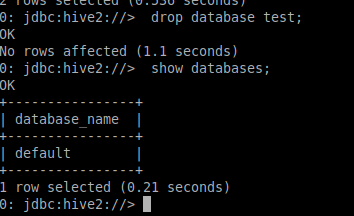 2 rows selected (0.536 seconds)
0: jdbc:hive2://>  drop database test;
OK
No rows affected (1.1 seconds)
0: jdbc:hive2://>  show databases;
OK
+----------------+
| database_name  |
+----------------+
| default        |
+----------------+
1 row selected (0.21 seconds)
0: jdbc:hive2://>